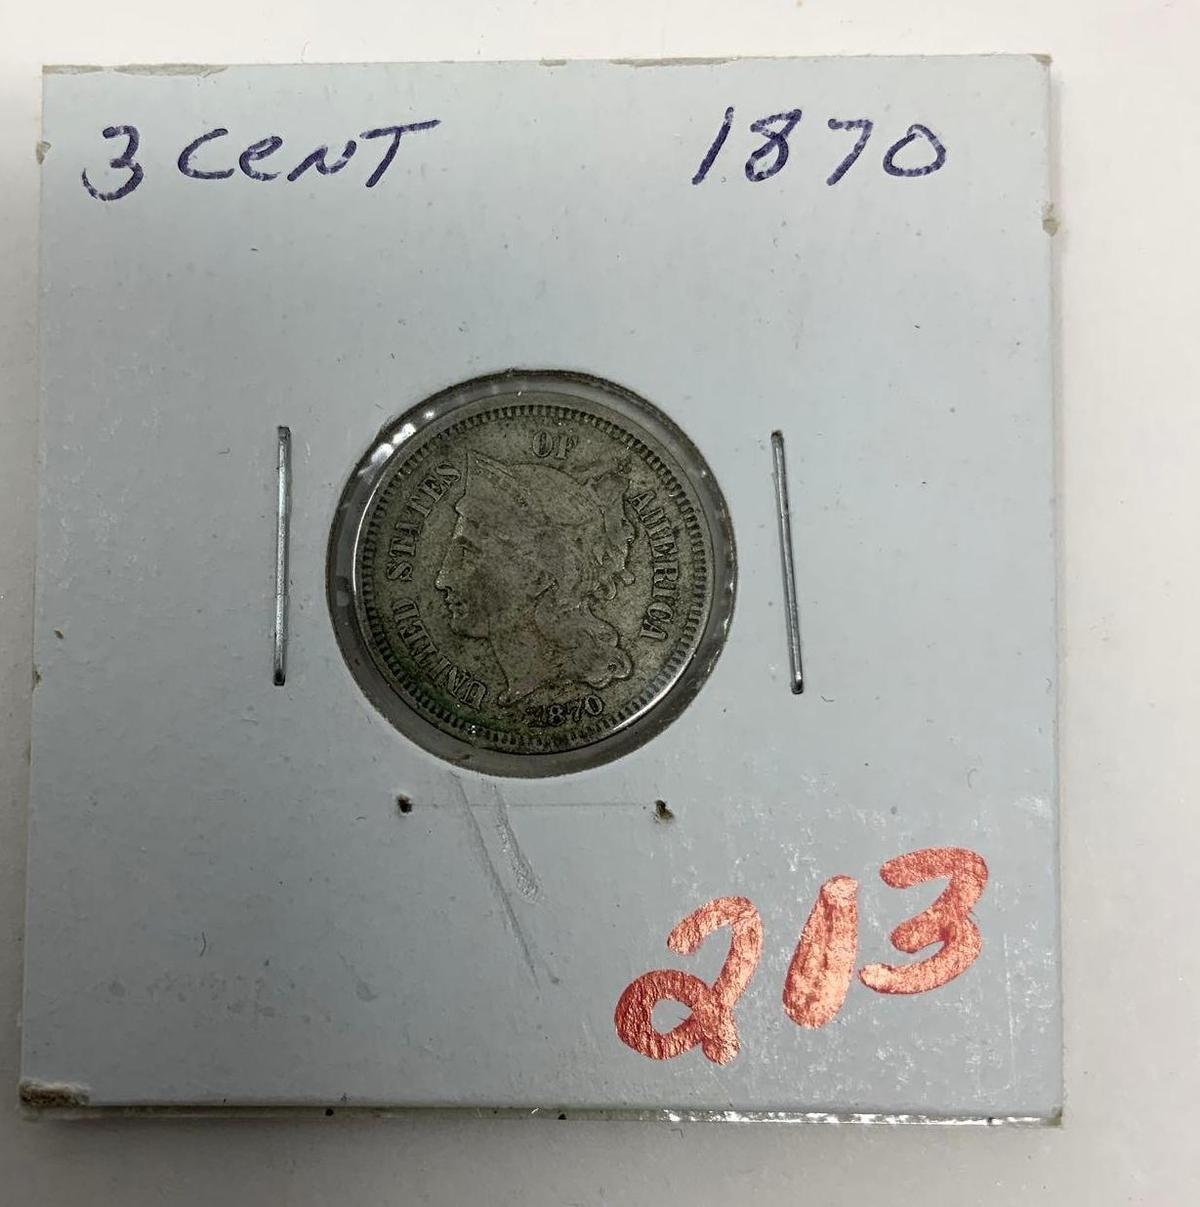 3 CENT 1870
UNITED STATES OF AMERICA
1870
213